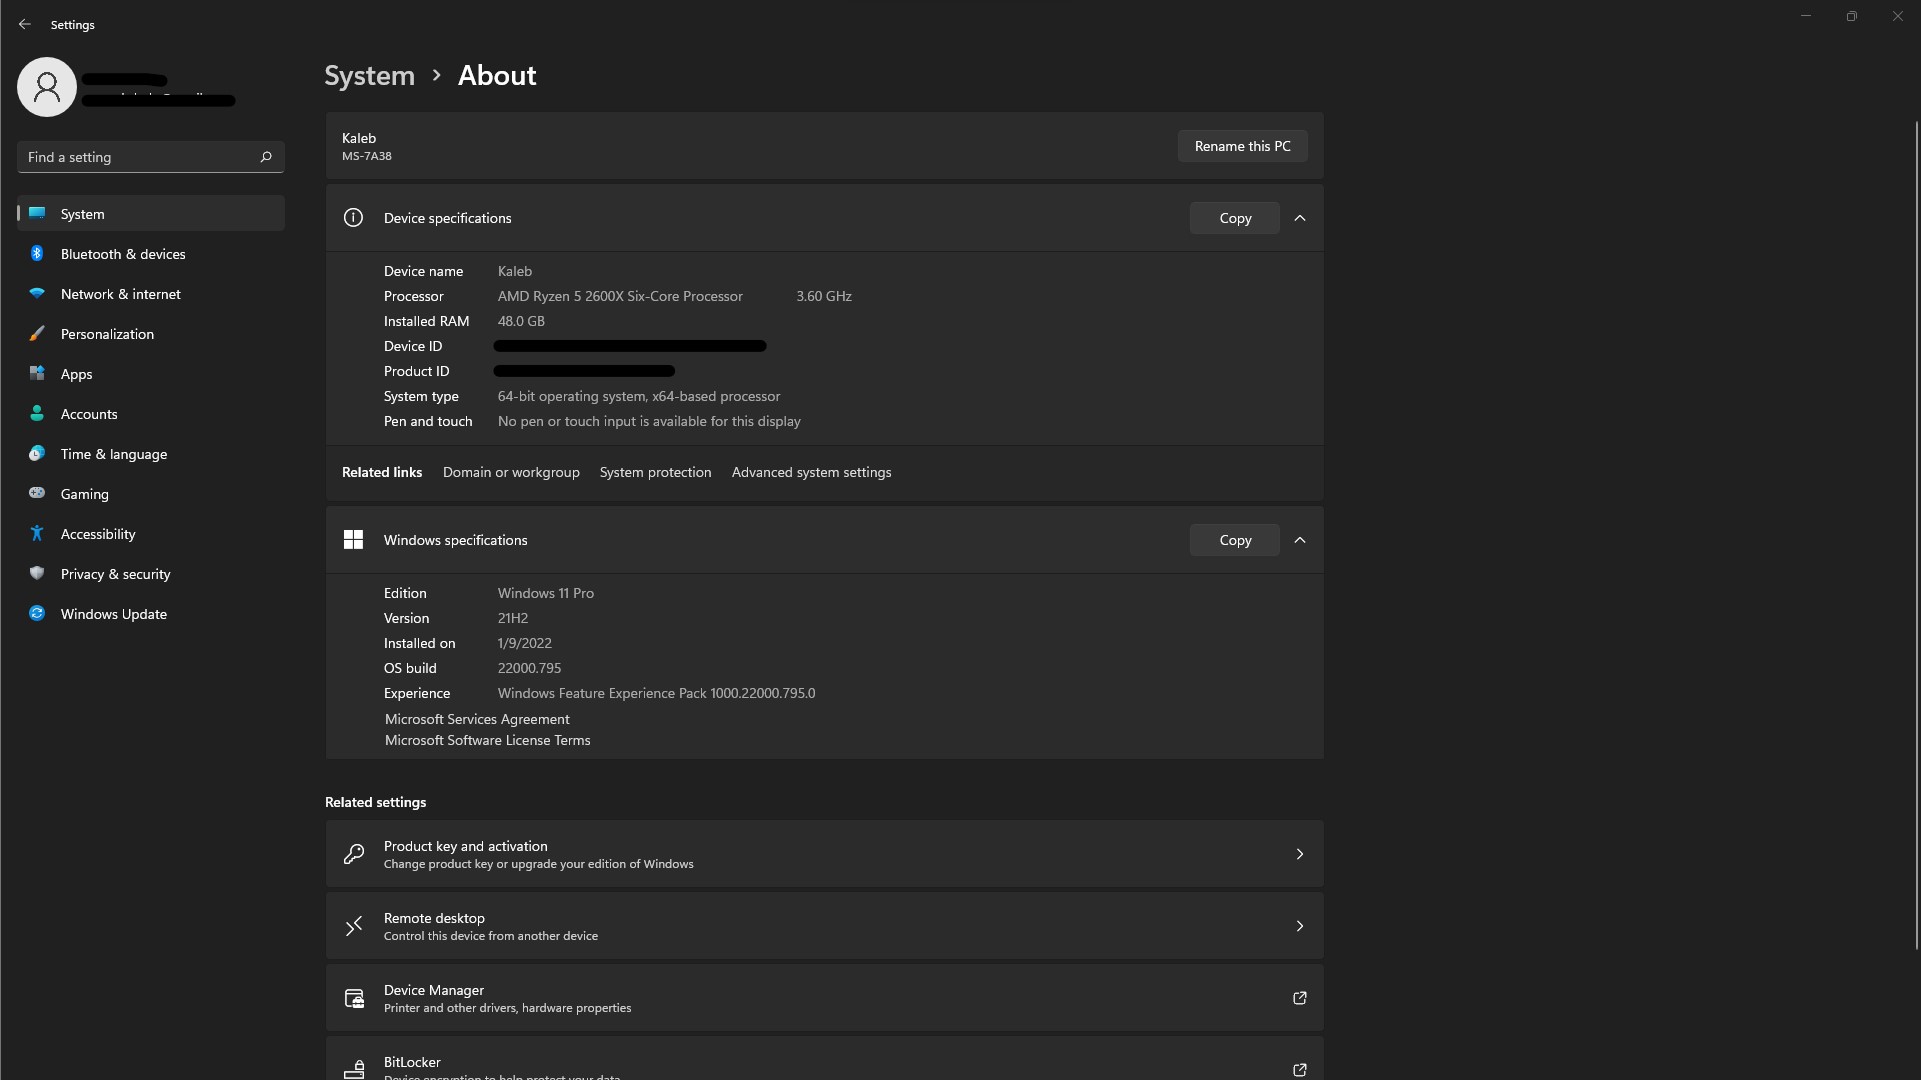 Settings
Find a setting
System
Bluetooth & devices
Network & internet
Personalization
Apps
Accounts
Time & language
Gaming
Accessibility
Privacy & security
Windows Update
System > About
Kaleb
MS-7A38
Rename this PC
Device specifications Copy
Device name Kaleb
Processor AMD Ryzen 5 2600X Six-Core Processor 3.60 GHz
Installed RAM 48.0 GB
Device ID
Product ID
System type 64-bit operating system, x64-based processor
Pen and touch No pen or touch input is available for this display
Related links Domain or workgroup System protection Advanced system settings
Windows specifications Copy
Edition Windows 11 Pro
Version 21H2
Installed on 1/9/2022
OS build 22000.795
Experience Windows Feature Experience Pack 1000.22000.795.0
Microsoft Services Agreement
Microsoft Software License Terms
Related settings
Product key and activation
Change product key or upgrade your edition of Windows
Remote desktop
Control this device from another device
Device Manager
Printer and other drivers, hardware properties
BitLocker
Device encryption to help protect your data